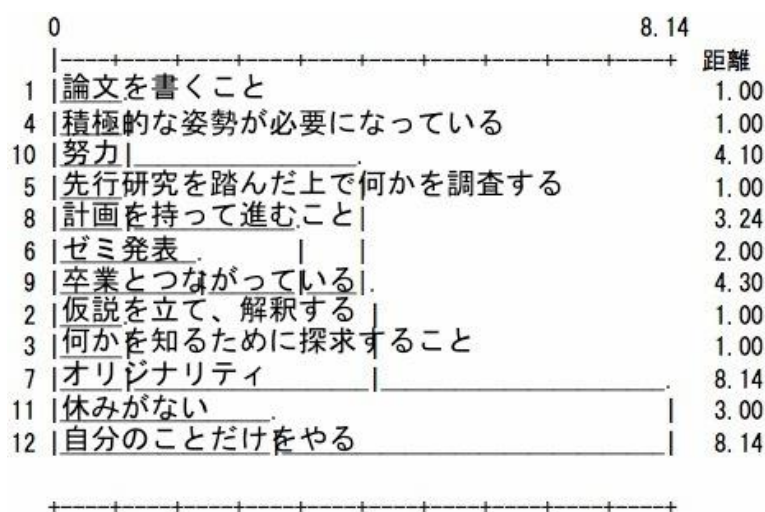 0 8.14
距離
1 論文を書くこと 1.00
4 積極的な姿勢が必要になっている 1.00
10 努力 4.10
5 先行研究を踏んだ上で何かを調査する 1.00
8 計画を持って進むこと 3.24
6 ゼミ発表 2.00
9 卒業とつながっている 4.30
2 仮説を立て、解釈する 1.00
3 何かを知るために探求すること 1.00
7 オリジナリティ 8.14
11 休みがない 3.00
12 自分のことだけをやる 8.14